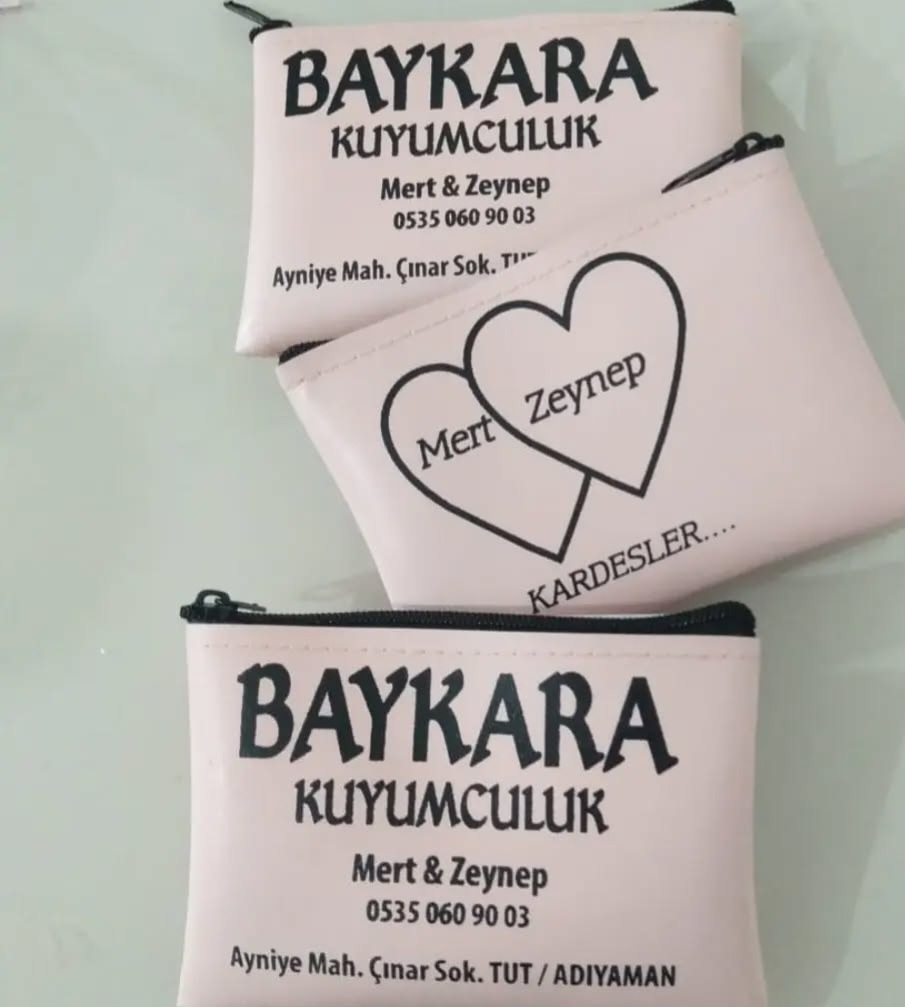 BAYKARA
KUYUMCULUK
Mert & Zeynep
0535 060 90 03
Ayniye Mah. Çınar Sok.
Mert
Zeynep
KARDESLER....
BAYKARA
KUYUMCULUK
Mert & Zeynep
0535 060 90 03
Ayniye Mah. Çınar Sok. TUT / ADIYAMAN